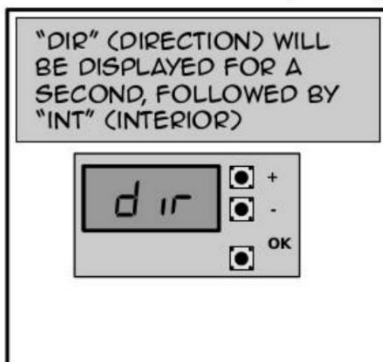 "DIR" (DIRECTION) WILL
BE DISPLAYED FOR A
SECOND, FOLLOWED BY
"INT" (INTERIOR)
dir +
-
OK